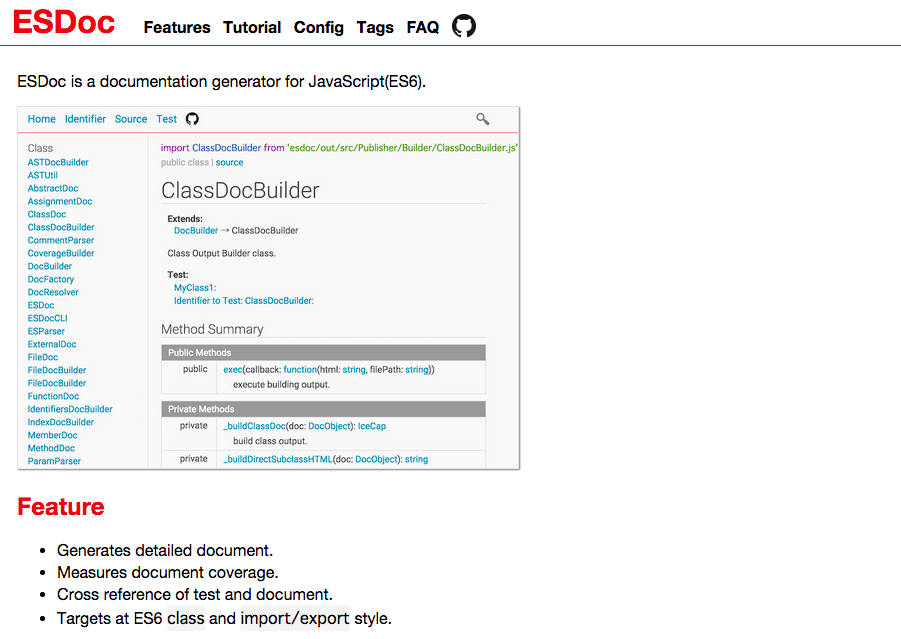 ESDoc Features Tutorial Config Tags FAQ
ESDoc is a documentation generator for JavaScript(ES6).
Home Identifier Source Test
Class
ASTDocBuilder
ASTUtil
AbstractDoc
AssignmentDoc
ClassDoc
ClassDocBuilder
CommentParser
CoverageBuilder
DocBuilder
DocFactory
DocResolver
ESDoc
ESDocCLI
ESParser
ExternalDoc
FileDoc
FileDocBuilder
FileDocBuilder
FunctionDoc
IdentifiersDocBuilder
IndexDocBuilder
MemberDoc
MethodDoc
ParamParser
import ClassDocBuilder from 'esdoc/out/src/Publisher/Builder/ClassDocBuilder.js'
public class | source
ClassDocBuilder
Extends:
DocBuilder → ClassDocBuilder
Class Output Builder class.
Test:
MyClass1:
Identifier to Test: ClassDocBuilder:
Method Summary
Public Methods
public exec(callback: function(html: string, filePath: string))
execute building output.
Private Methods
private _buildClassDoc(doc: DocObject): IceCap
build class output.
private _buildDirectSubclassHTML(doc: DocObject): string
Feature
• Generates detailed document.
• Measures document coverage.
• Cross reference of test and document.
• Targets at ES6 class and import/export style.